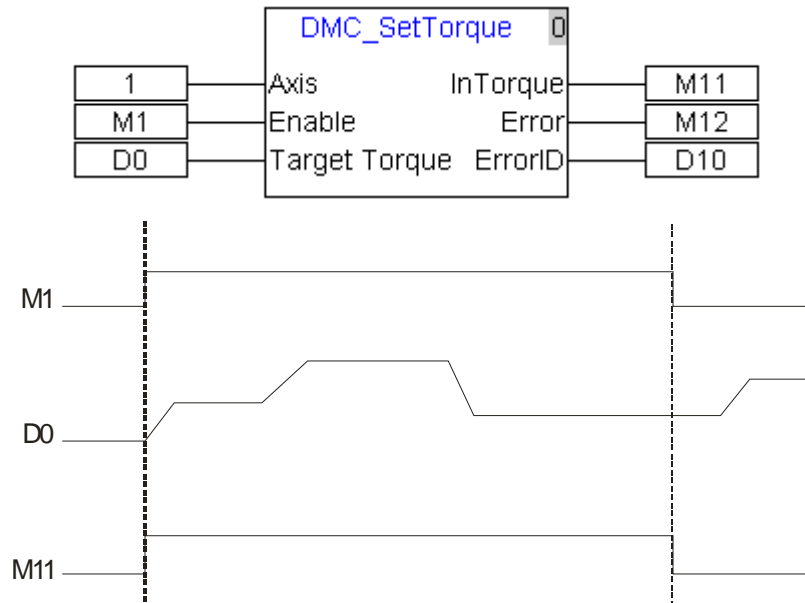 DMC_SetTorque 0
1 Axis InTorque M11
M1 Enable Error M12
D0 Target Torque ErrorID D10
M1
D0
M11